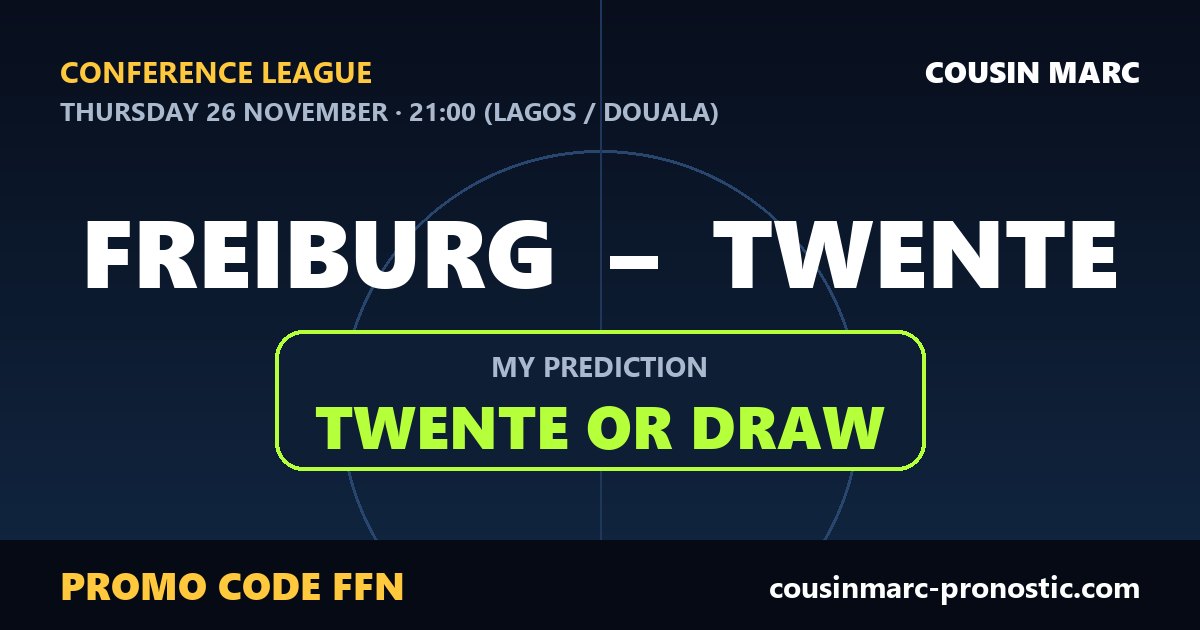 CONFERENCE LEAGUE
COUSIN MARC
THURSDAY 26 NOVEMBER · 21:00 (LAGOS / DOUALA)
FREIBURG – TWENTE
MY PREDICTION
TWENTE OR DRAW
PROMO CODE FFN
cousinmarc-pronostic.com